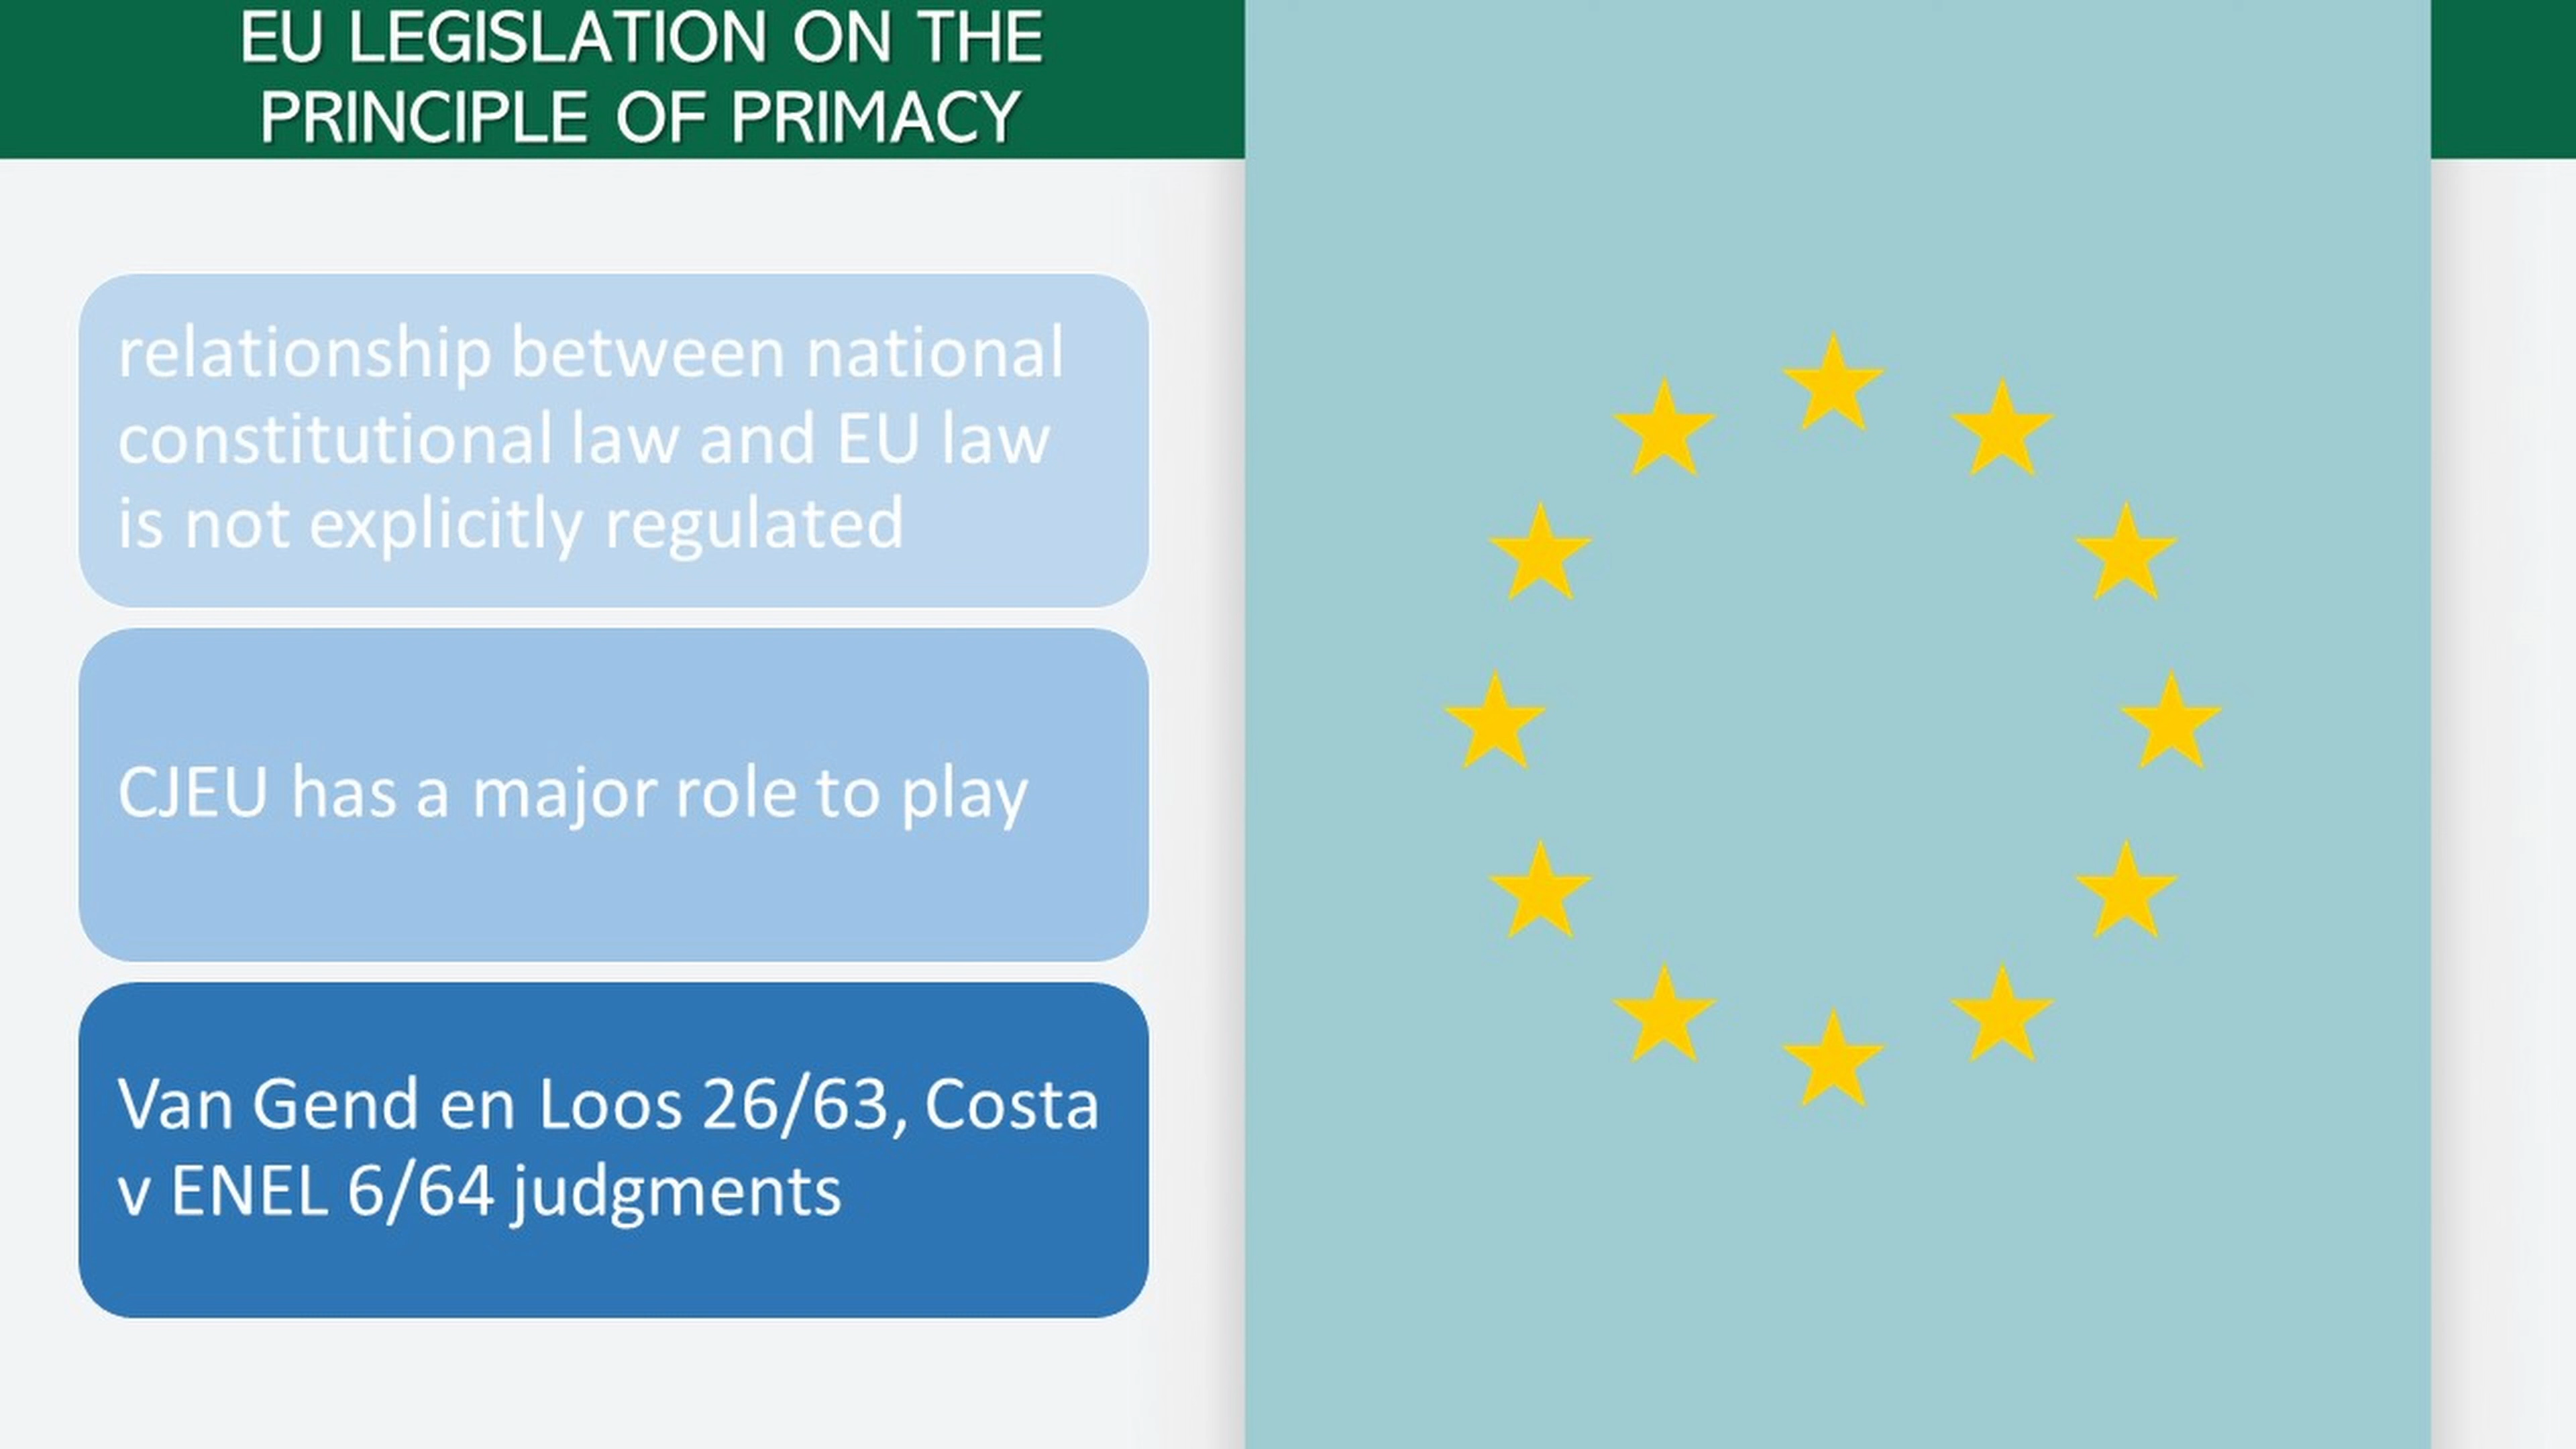 EU LEGISLATION ON THE
PRINCIPLE OF PRIMACY
relationship between national
constitutional law and EU law
is not explicitly regulated
CJEU has a major role to play
Van Gend en Loos 26/63, Costa
v ENEL 6/64 judgments